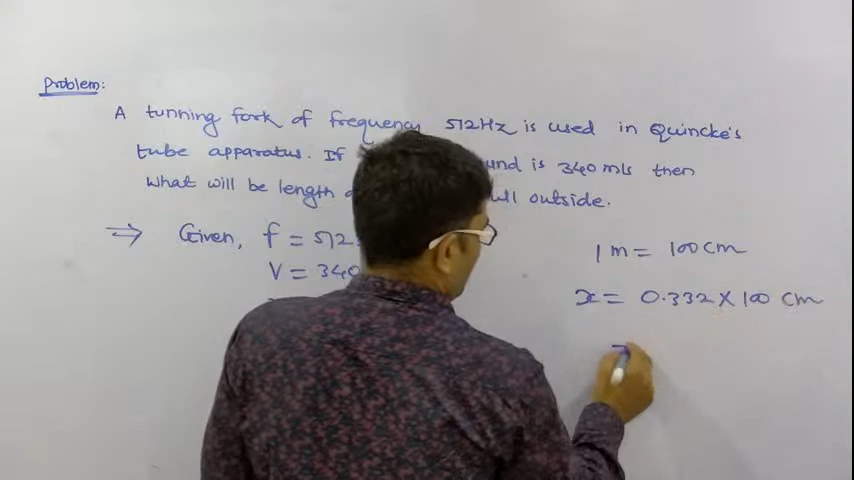 Problem:
A tunning fork of frequency 512Hz is used in Quincke's
tube apparatus. If und is 340 m/s then
what will be length ull outside.
⇒ Given, f = 512
V = 340
1 m = 100 cm
x = 0.332 × 100 cm